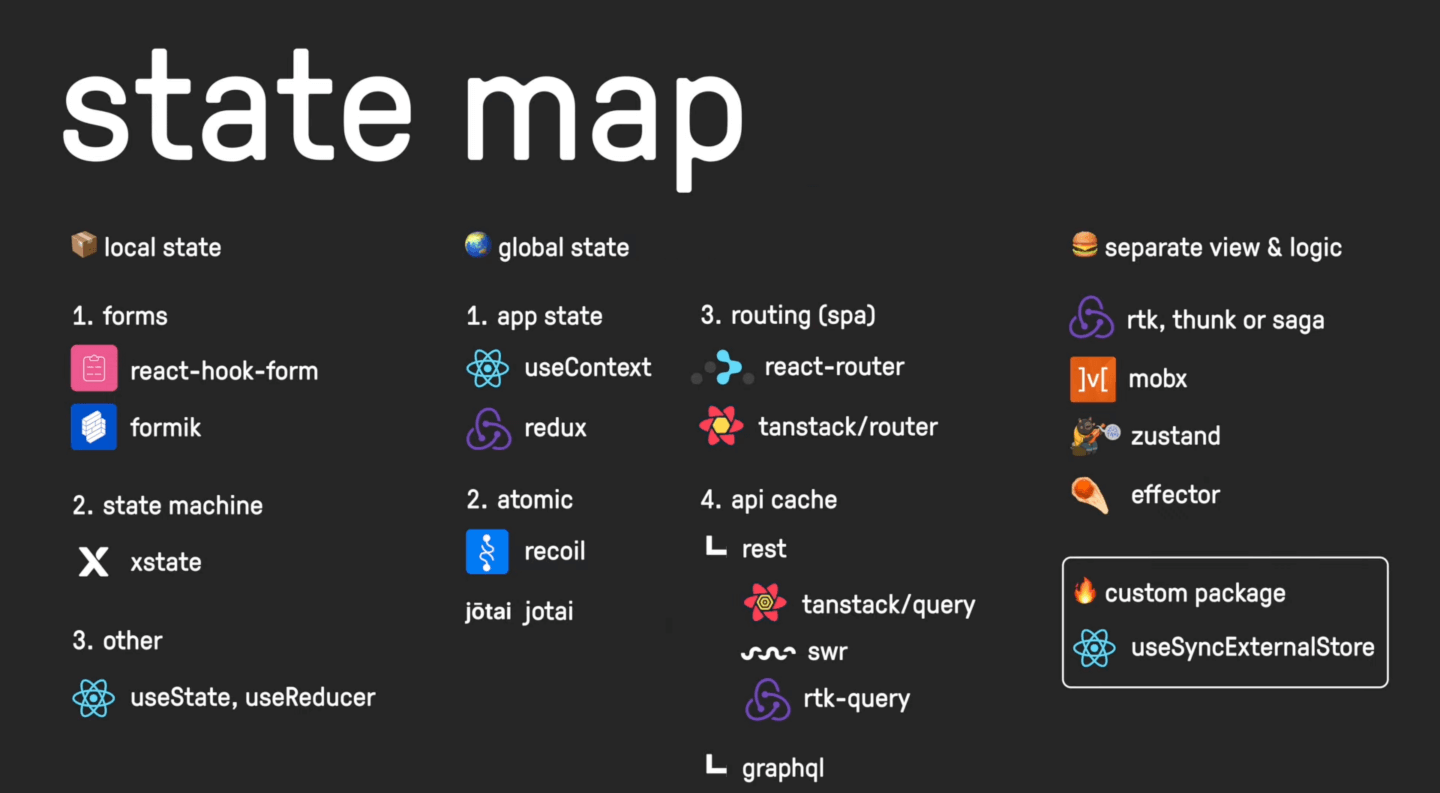 state map
📦 local state
1. forms
react-hook-form
formik
2. state machine
xstate
3. other
useState, useReducer
🌏 global state
1. app state
useContext
redux
2. atomic
recoil
jōtai jotai
3. routing (spa)
react-router
tanstack/router
4. api cache
rest
tanstack/query
swr
rtk-query
graphql
🍔 separate view & logic
rtk, thunk or saga
]v[ mobx
zustand
effector
🔥 custom package
useSyncExternalStore